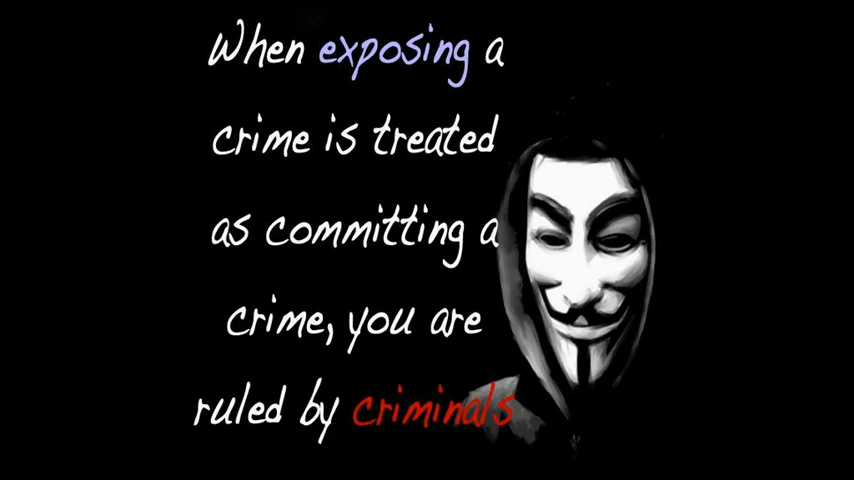 When exposing a
crime is treated
as committing a
crime, you are
ruled by criminals